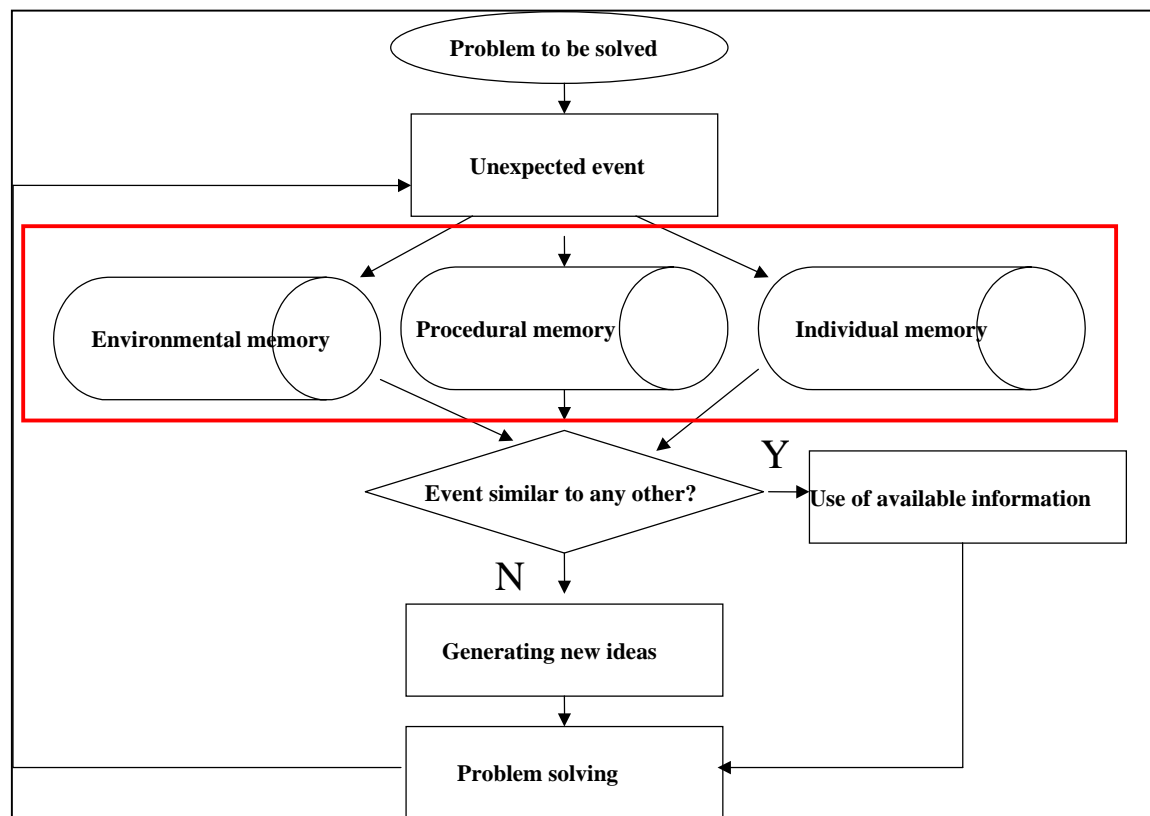 Problem to be solved
Unexpected event
Environmental memory
Procedural memory
Individual memory
Event similar to any other?
Y
Use of available information
N
Generating new ideas
Problem solving